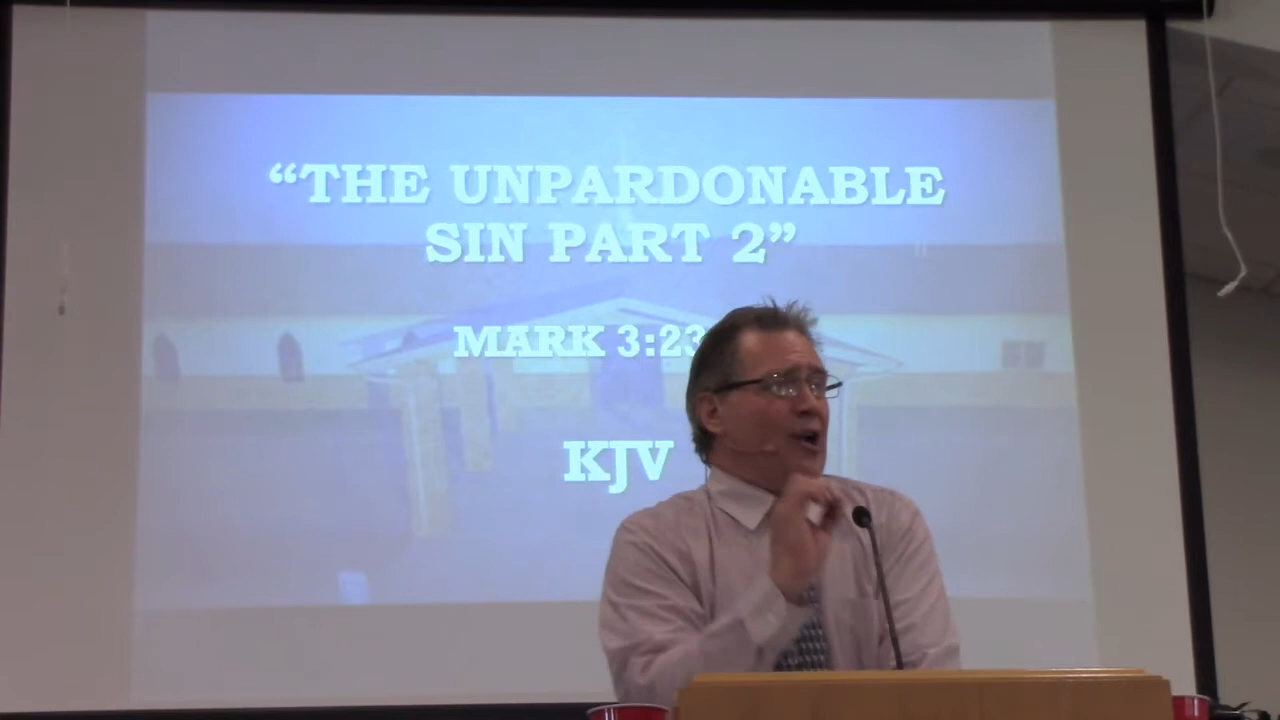 “THE UNPARDONABLE
SIN PART 2”
MARK 3:23
KJV